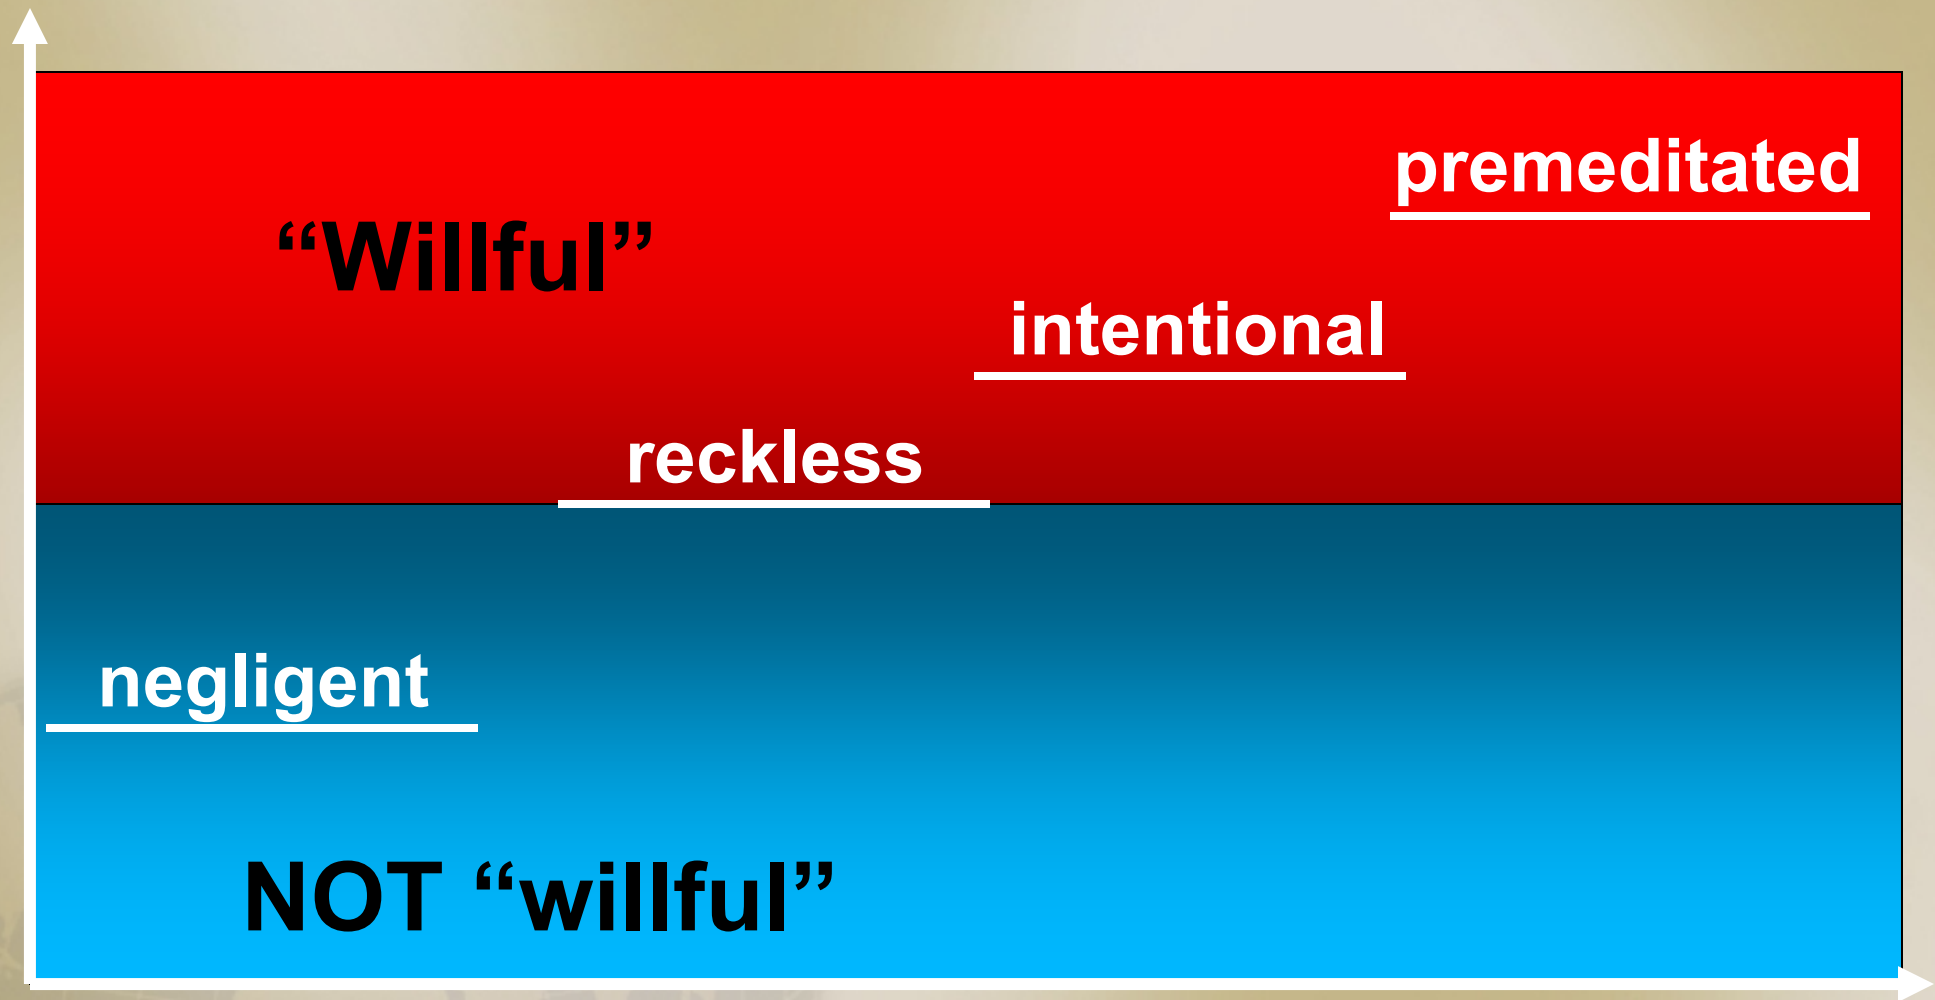 premeditated
“Willful”
intentional
reckless
negligent
NOT “willful”